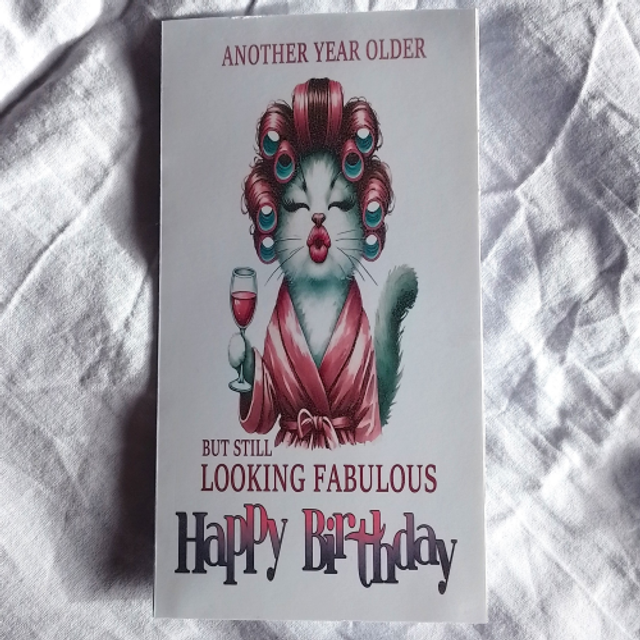 ANOTHER YEAR OLDER
BUT STILL
LOOKING FABULOUS
Happy Birthday